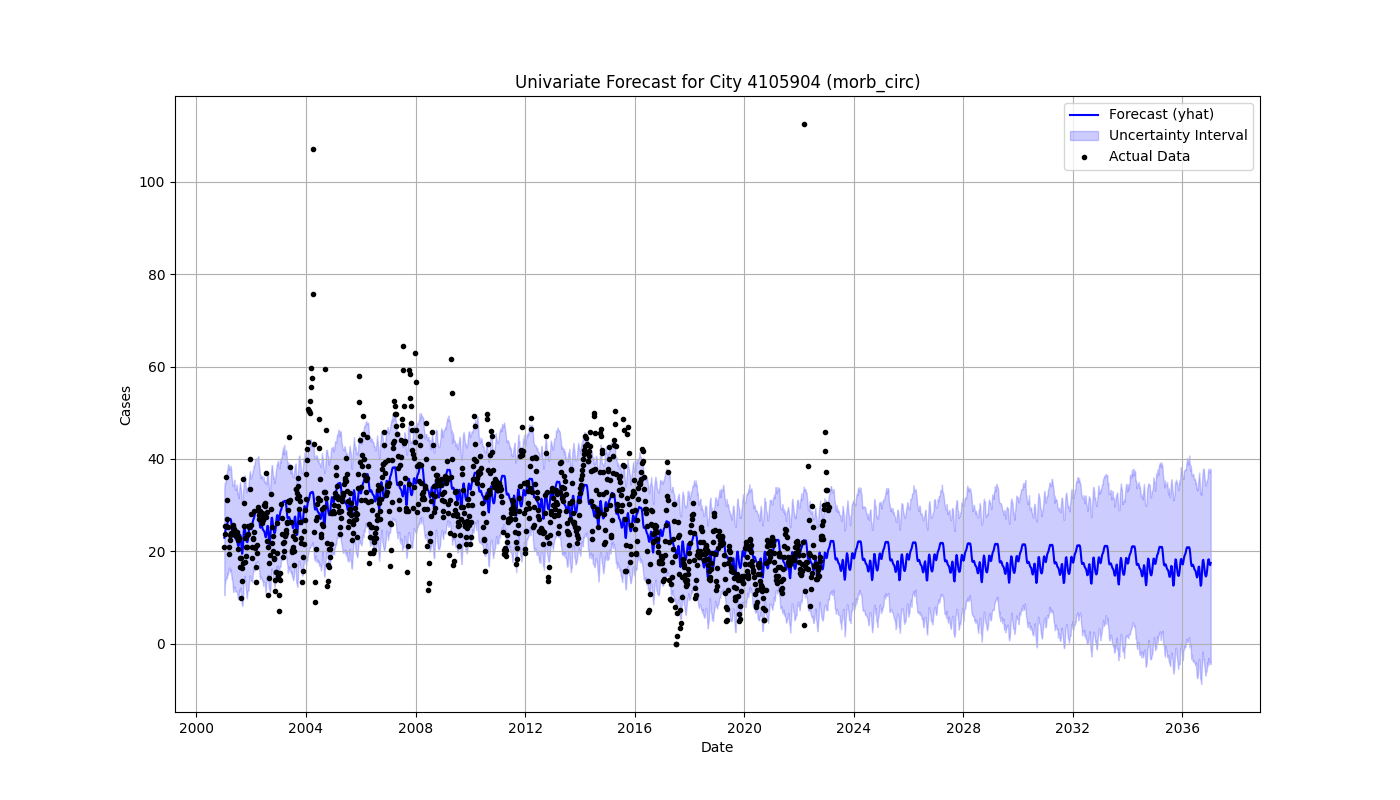 Univariate Forecast for City 4105904 (morb_circ)
Forecast (yhat)
Uncertainty Interval
Actual Data
Cases
100
80
60
40
20
0
2000 2004 2008 2012 2016 2020 2024 2028 2032 2036
Date